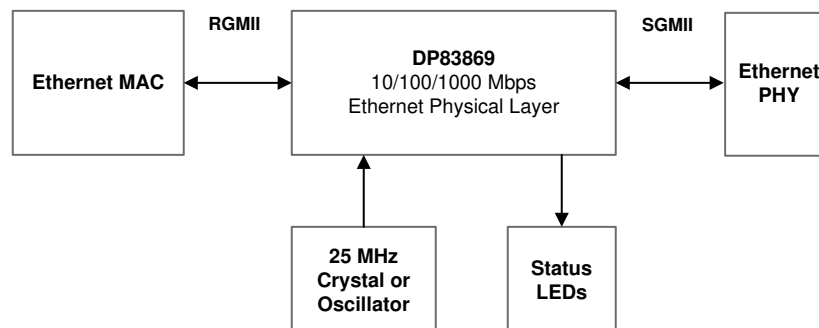 RGMII
SGMII
Ethernet MAC
DP83869
10/100/1000 Mbps
Ethernet Physical Layer
Ethernet
PHY
25 MHz
Crystal or
Oscillator
Status
LEDs